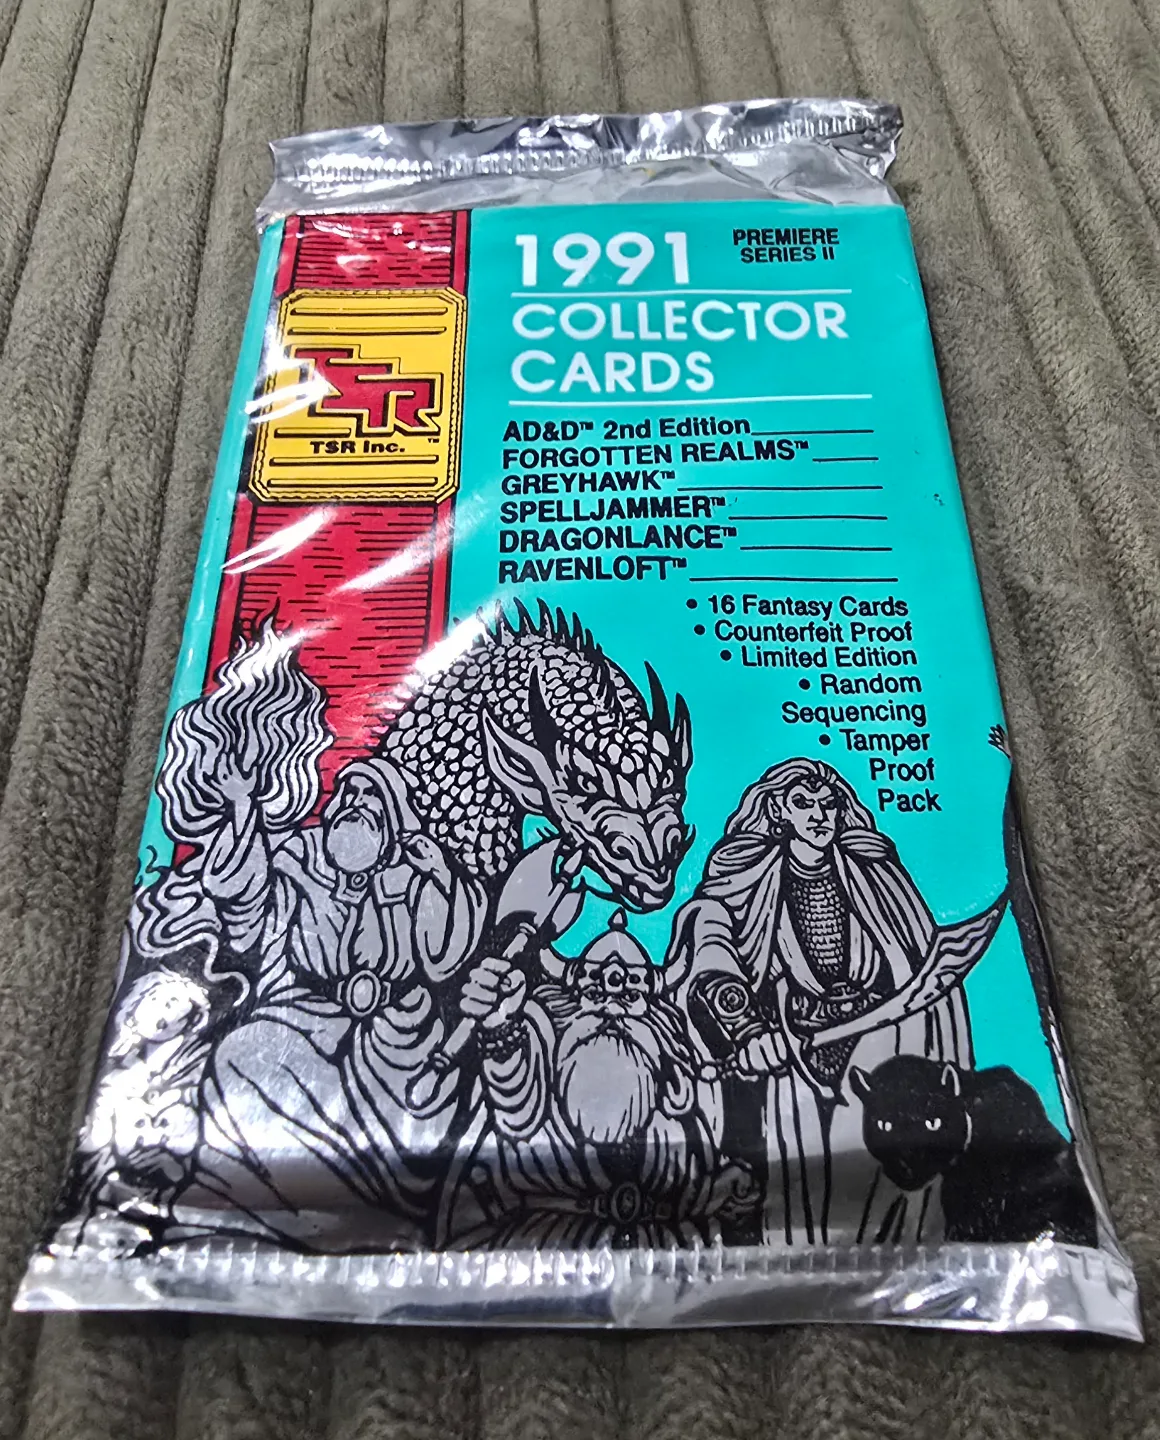 1991
PREMIERE
SERIES II
COLLECTOR
CARDS
TSR
TSR Inc.™
AD&D™ 2nd Edition
FORGOTTEN REALMS™
GREYHAWK™
SPELLJAMMER™
DRAGONLANCE™
RAVENLOFT™
• 16 Fantasy Cards
• Counterfeit Proof
• Limited Edition
• Random
Sequencing
• Tamper
Proof
Pack